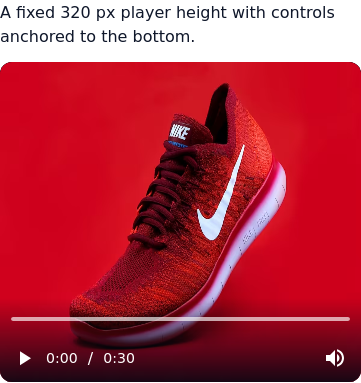 A fixed 320 px player height with controls
anchored to the bottom.
NIKE
0:00 / 0:30